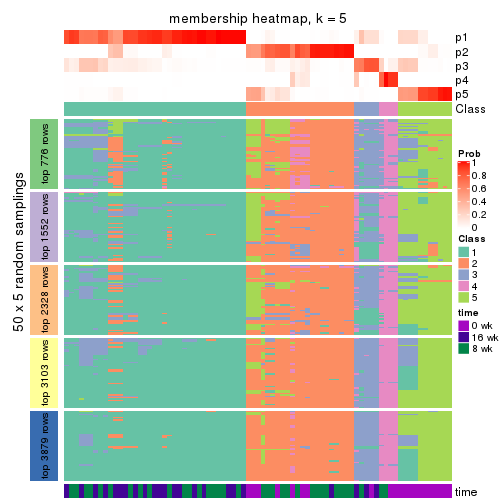 membership heatmap, k = 5
p1
p2
p3
p4
p5
Class
50 x 5 random samplings
top 776 rows
top 1552 rows
top 2328 rows
top 3103 rows
top 3879 rows
Prob
1
0.8
0.6
0.4
0.2
0
Class
1
2
3
4
5
time
0 wk
16 wk
8 wk
time